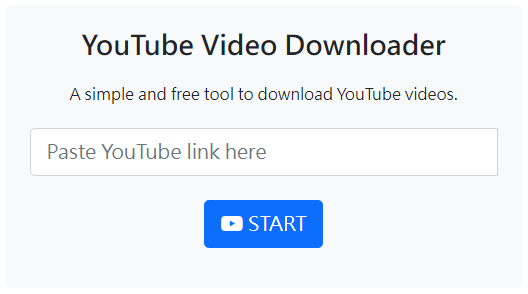 YouTube Video Downloader
A simple and free tool to download YouTube videos.
Paste YouTube link here
START